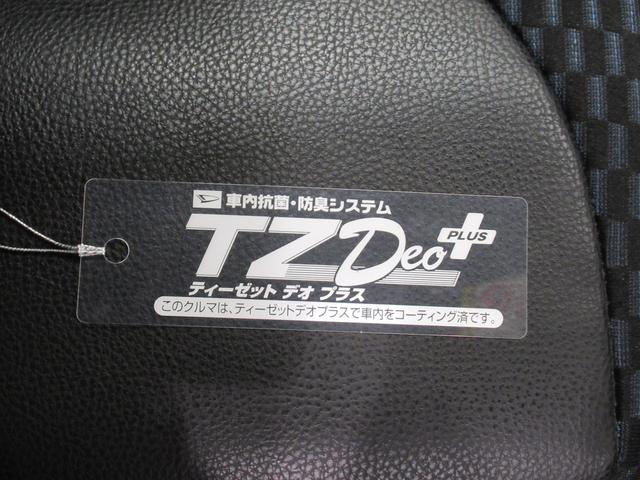 車内抗菌・防臭システム
TZ Deo PLUS
ティーゼット デオ プラス
このクルマは、ティーゼットデオプラスで車内をコーティング済です。